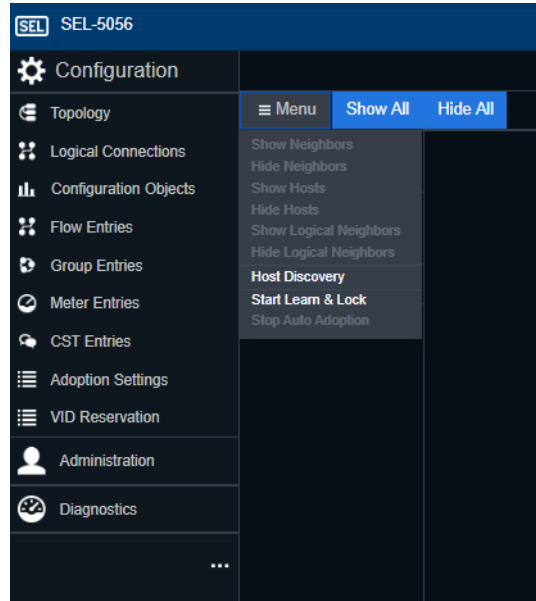 SEL SEL-5056
Configuration
Topology
Logical Connections
Configuration Objects
Flow Entries
Group Entries
Meter Entries
CST Entries
Adoption Settings
VID Reservation
Administration
Diagnostics
...
≡ Menu Show All Hide All
Show Neighbors
Hide Neighbors
Show Hosts
Hide Hosts
Show Logical Neighbors
Hide Logical Neighbors
Host Discovery
Start Learn & Lock
Stop Auto Adoption